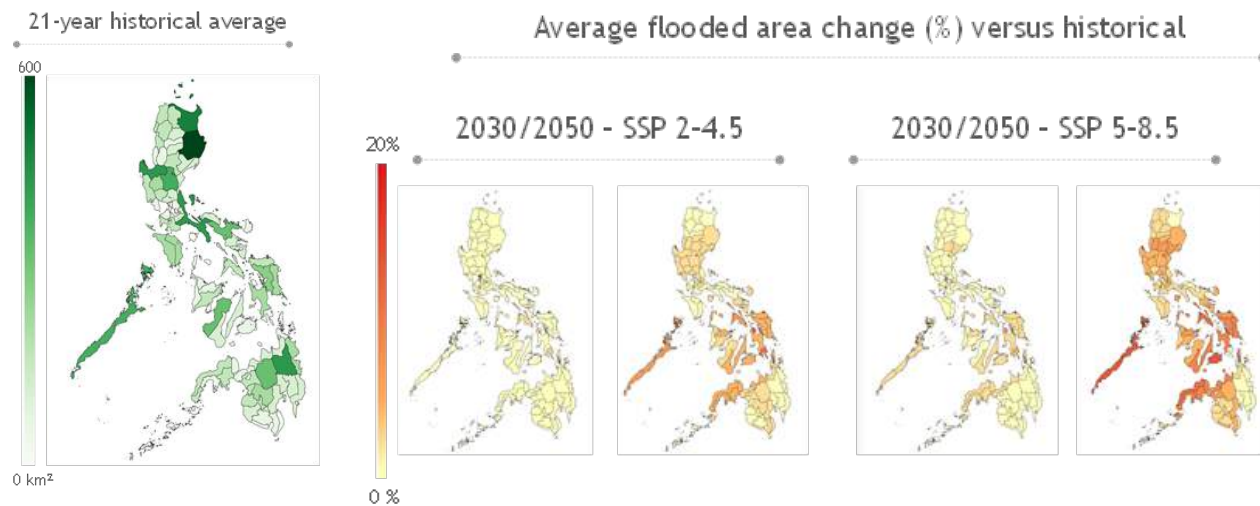 21-year historical average
600
0 km²
Average flooded area change (%) versus historical
2030/2050 - SSP 2-4.5
2030/2050 - SSP 5-8.5
20%
0 %